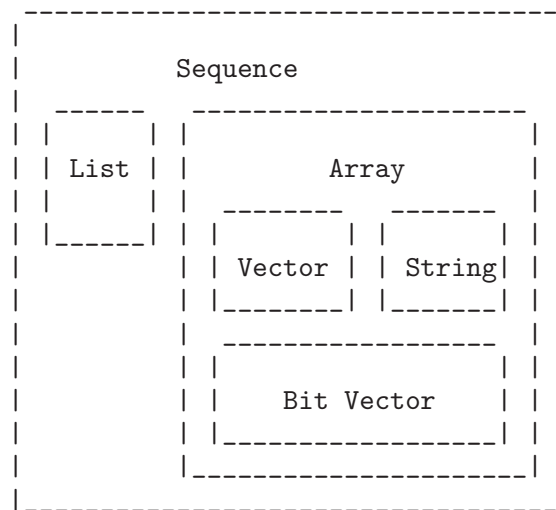 Sequence
List
Array
Vector
String
Bit Vector